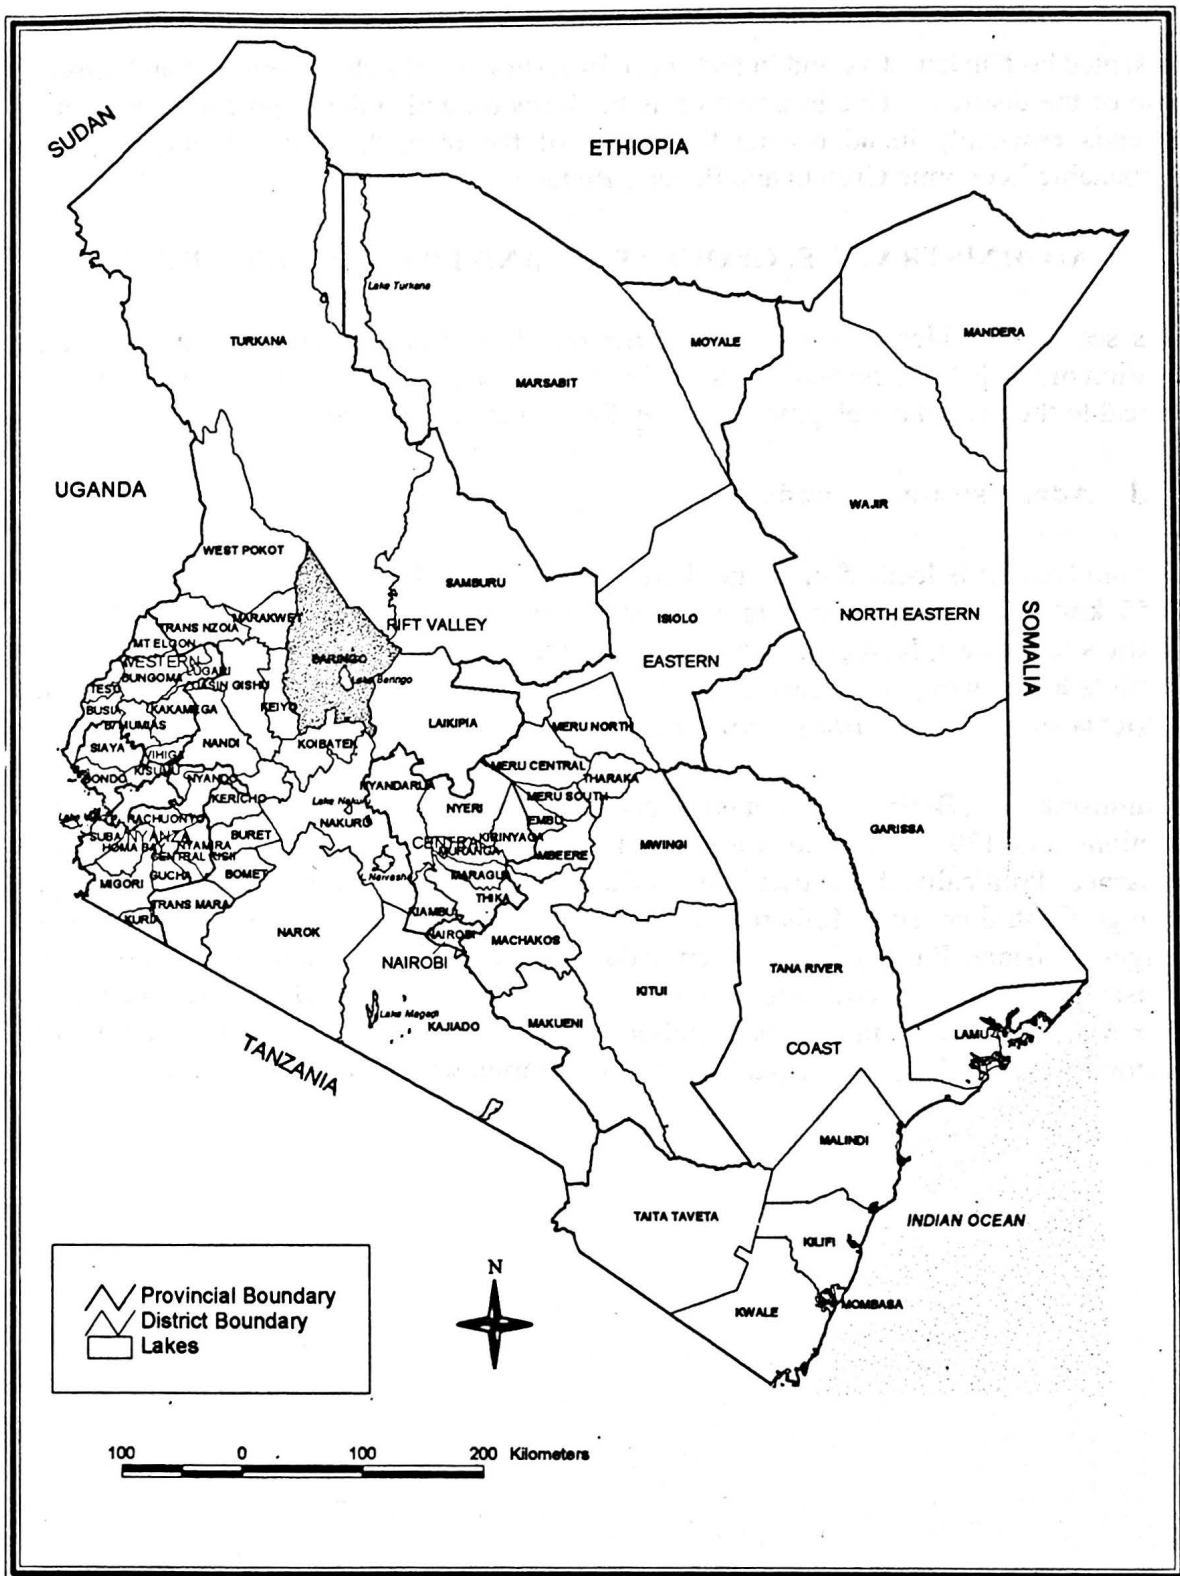 SUDAN
ETHIOPIA
Lake Turkana
TURKANA
MOYALE
MANDERA
MARSABIT
UGANDA
WAJIR
WEST POKOT
SAMBURU
MARAKWET
RIFT VALLEY
ISIOLO
NORTH EASTERN
SOMALIA
TRANS NZOIA
MT ELGON
BARINGO
EASTERN
WESTERN
LUGARI
BUNGOMA
UASIN GISHU
TESO
KEIYO
BUSIA
KAKAMEGA
LAIKIPIA
MERU NORTH
B/MUMIAS
SIAYA
NANDI
KOIBATEK
VIHIGA
MERU CENTRAL
KISUMU
BONDO
NYANDO
NYANDARUA
THARAKA
KERICHO
Lake Nakuru
NYERI
MERU SOUTH
RACHUONYO
NAKURU
EMBU
GARISSA
SUBA
NYANZA
BURET
KIRINYAGA
MWINGI
HOMA BAY
NYAMIRA
CENTRAL
CENTRAL KISII
MURANGA
MBEERE
MIGORI
GUCHA
BOMET
L. Naivasha
MARAGUA
TRANS MARA
THIKA
KURIA
KIAMBU
NAROK
NAIROBI
MACHAKOS
NAIROBI
TANA RIVER
KITUI
Lake Magadi
KAJIADO
MAKUENI
LAMU
TANZANIA
COAST
MALINDI
TAITA TAVETA
INDIAN OCEAN
KILIFI
KWALE
MOMBASA
N
Provincial Boundary
District Boundary
Lakes
100 0 100 200 Kilometers